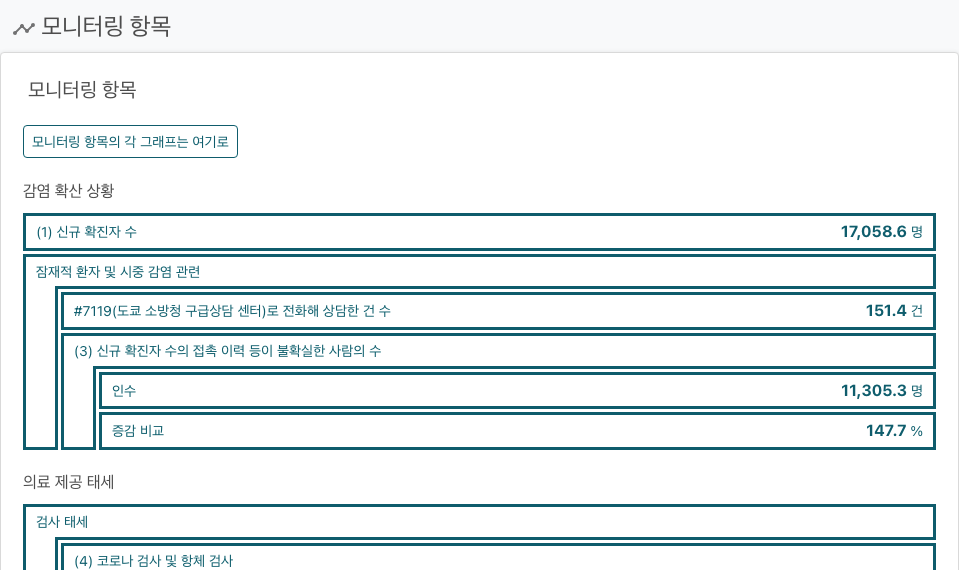 모니터링 항목
모니터링 항목
모니터링 항목의 각 그래프는 여기로
감염 확산 상황
(1) 신규 확진자 수 17,058.6 명
잠재적 환자 및 시중 감염 관련
#7119(도쿄 소방청 구급상담 센터)로 전화해 상담한 건 수 151.4 건
(3) 신규 확진자 수의 접촉 이력 등이 불확실한 사람의 수
인수 11,305.3 명
증감 비교 147.7 %
의료 제공 태세
검사 태세
(4) 코로나 검사 및 항체 검사